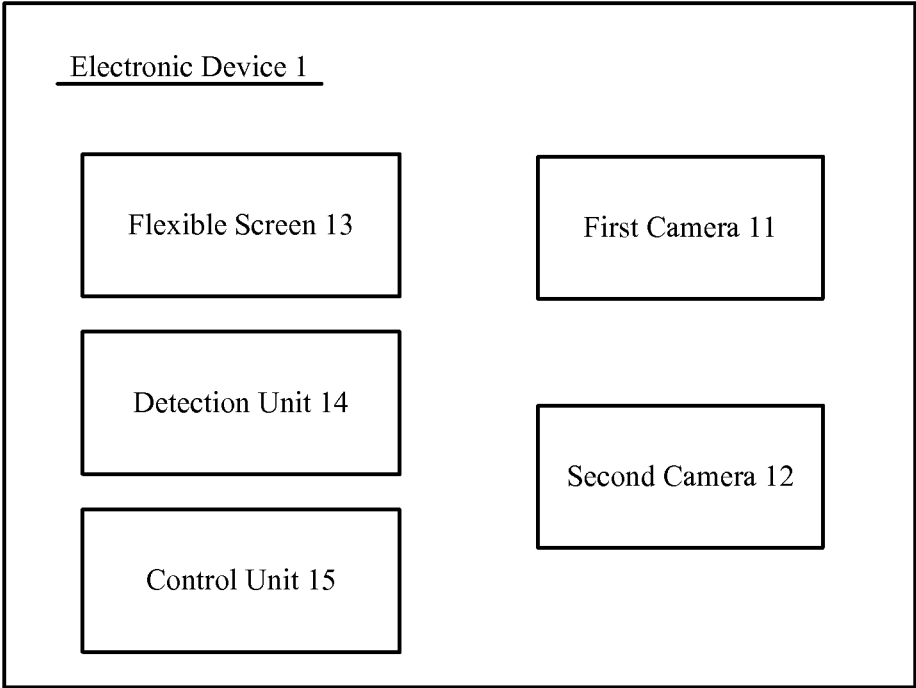 Electronic Device 1
Flexible Screen 13
First Camera 11
Detection Unit 14
Second Camera 12
Control Unit 15